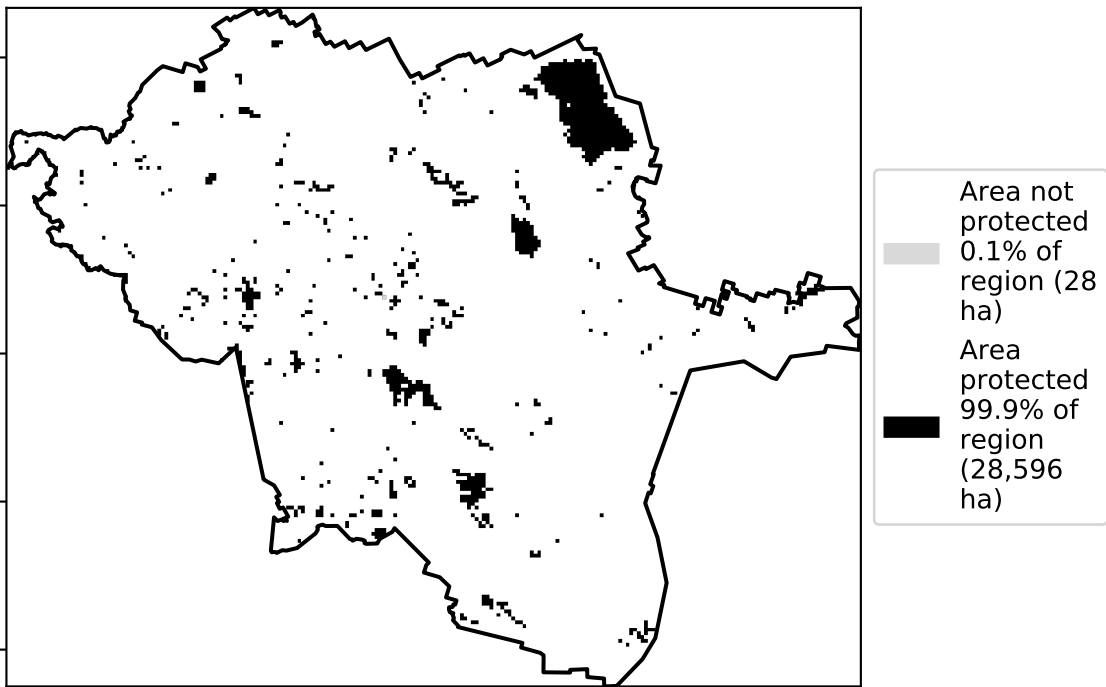 Area not
protected
0.1% of
region (28
ha)
Area
protected
99.9% of
region
(28,596
ha)